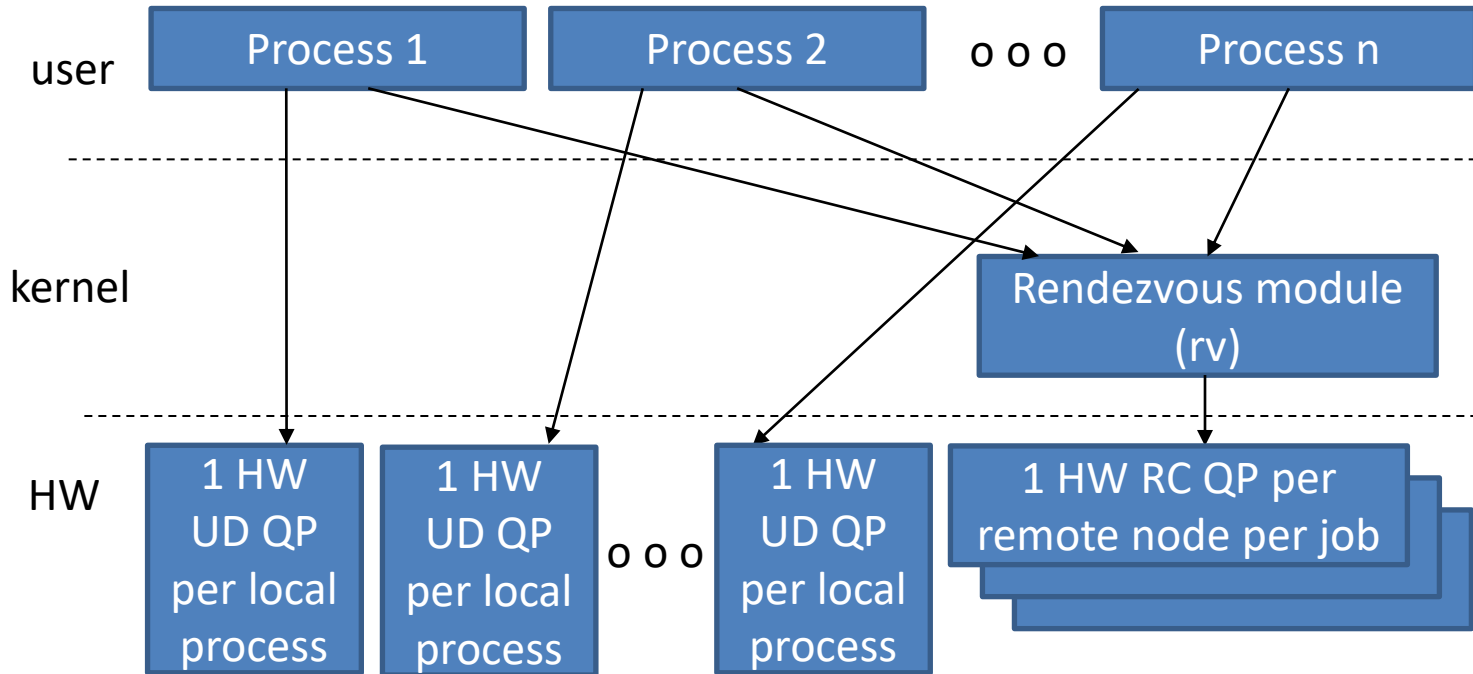 user
Process 1
Process 2
o o o
Process n
kernel
Rendezvous module
(rv)
HW
1 HW
UD QP
per local
process
1 HW
UD QP
per local
process
o o o
1 HW
UD QP
per local
process
1 HW RC QP per
remote node per job